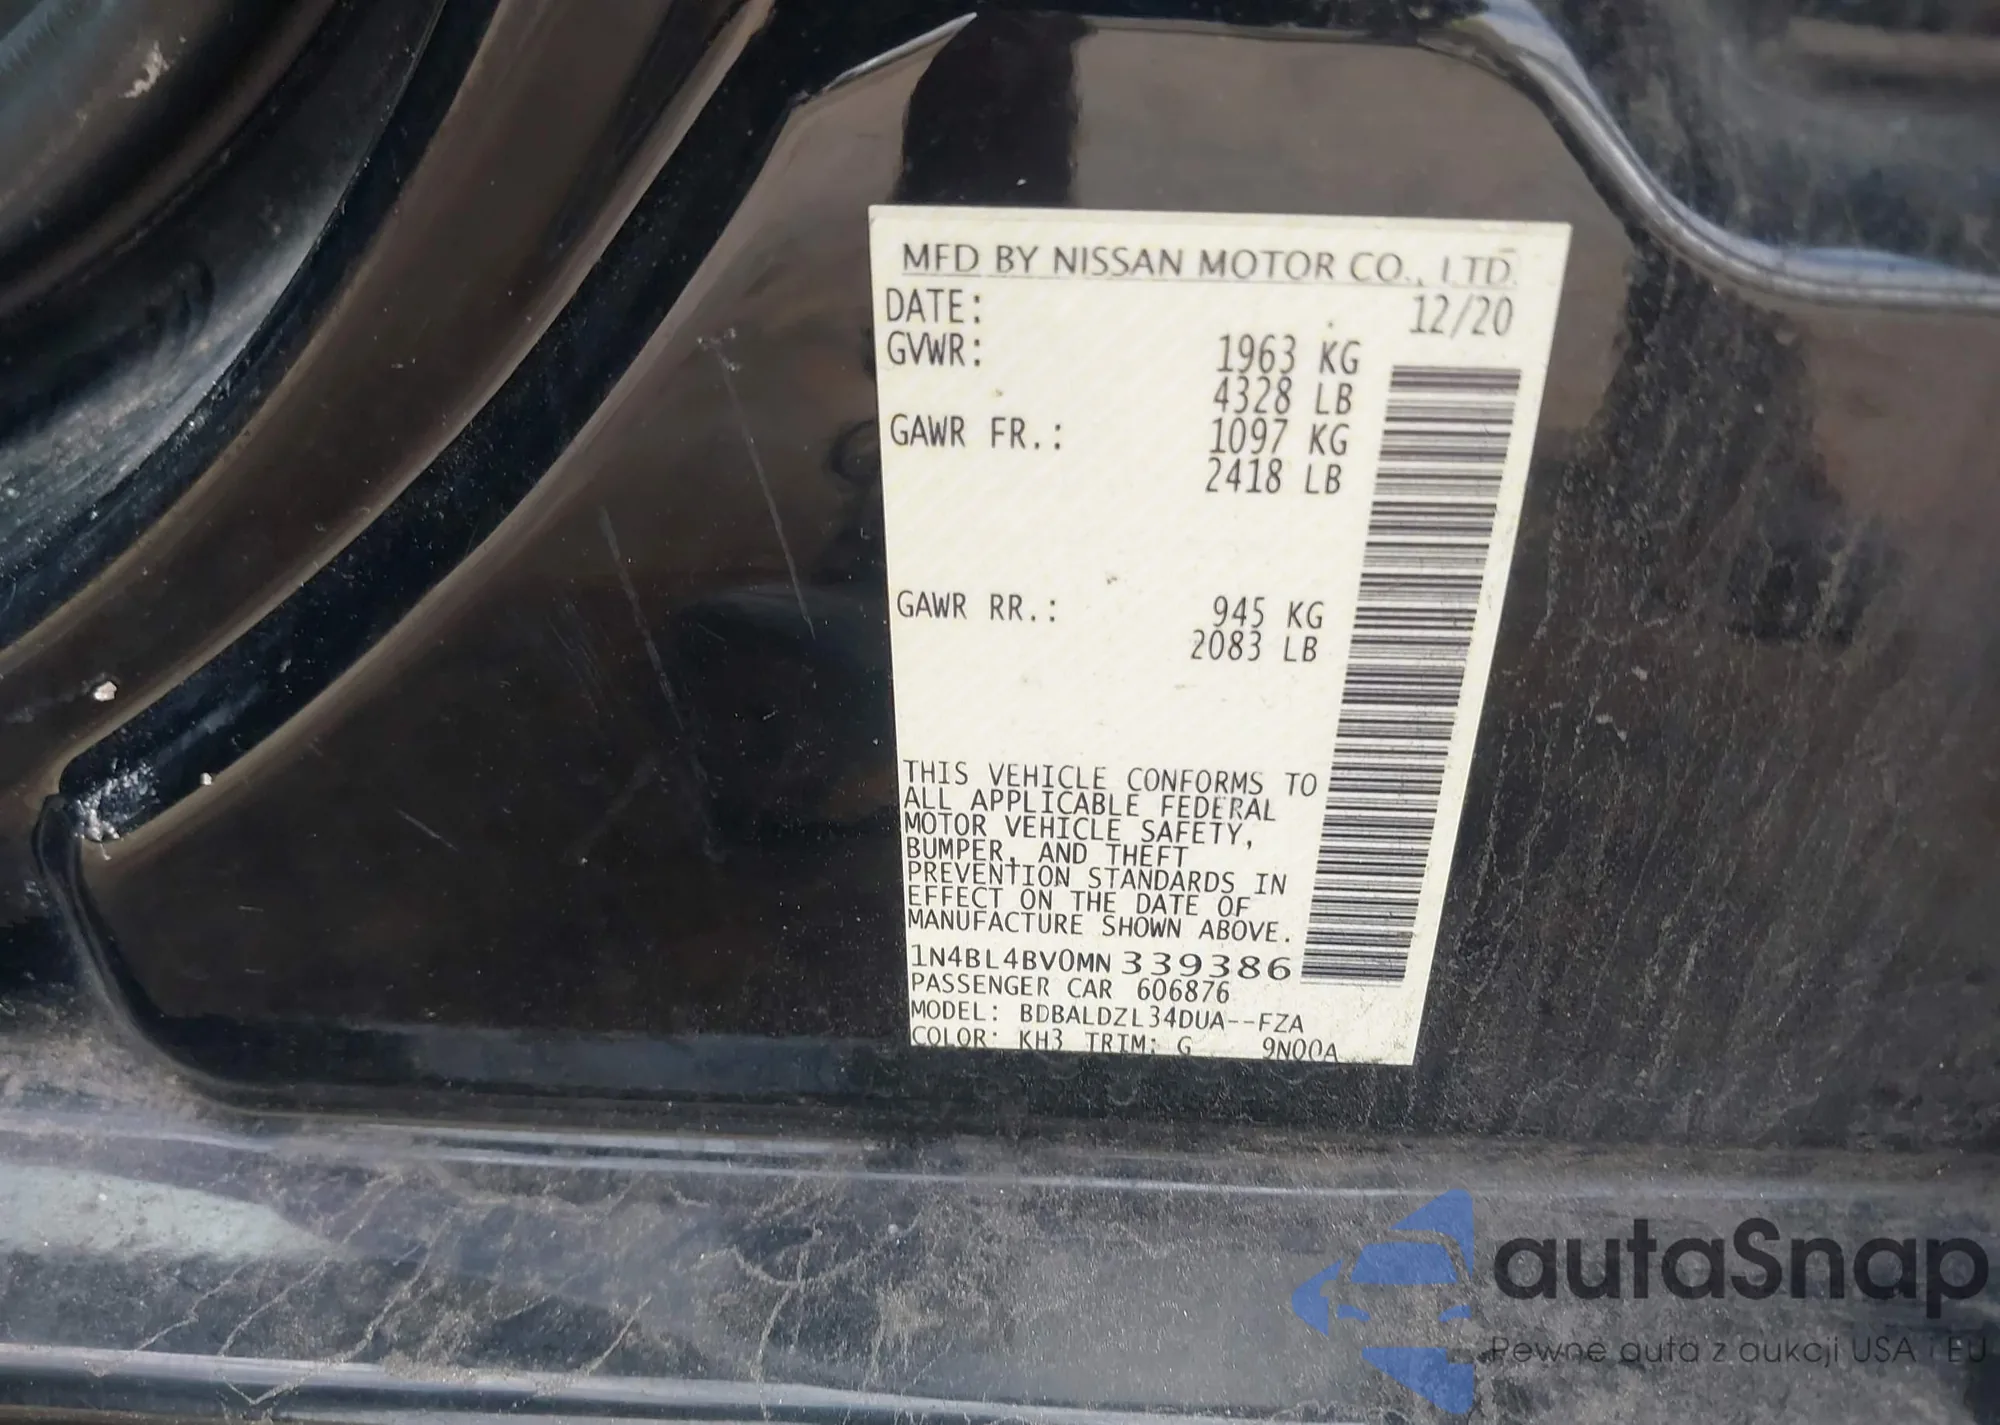 MFD BY NISSAN MOTOR CO., LTD.
DATE: 12/20
GVWR: 1963 KG
4328 LB
GAWR FR.: 1097 KG
2418 LB
GAWR RR.: 945 KG
2083 LB
THIS VEHICLE CONFORMS TO
ALL APPLICABLE FEDERAL
MOTOR VEHICLE SAFETY,
BUMPER, AND THEFT
PREVENTION STANDARDS IN
EFFECT ON THE DATE OF
MANUFACTURE SHOWN ABOVE.
1N4BL4BV0MN339386
PASSENGER CAR 606876
MODEL: BDBALDZL34DUA--FZA
COLOR: KH3 TRIM: G 9N00A
autaSnap
Pewne auta z aukcji USA i EU